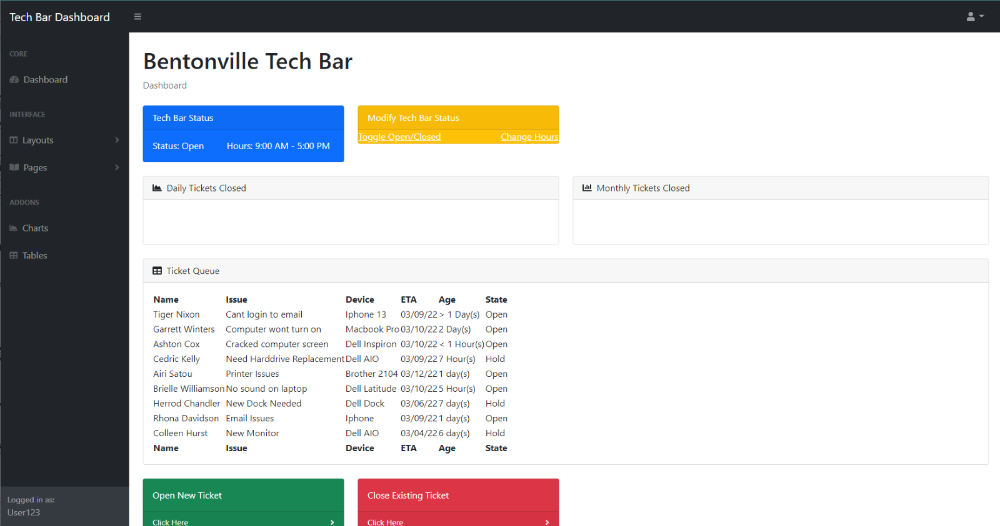 Tech Bar Dashboard
CORE
Dashboard
INTERFACE
Layouts
Pages
ADDONS
Charts
Tables
Logged in as:
User123
Bentonville Tech Bar
Dashboard
Tech Bar Status
Status: Open Hours: 9:00 AM - 5:00 PM
Modify Tech Bar Status
Toggle Open/Closed Change Hours
Daily Tickets Closed
Monthly Tickets Closed
Ticket Queue
Name Issue Device ETA Age State
Tiger Nixon Cant login to email Iphone 13 03/09/22 > 1 Day(s) Open
Garrett Winters Computer wont turn on Macbook Pro 03/10/22 2 Day(s) Open
Ashton Cox Cracked computer screen Dell Inspiron 03/10/22 < 1 Hour(s) Open
Cedric Kelly Need Harddrive Replacement Dell AIO 03/09/22 7 Hour(s) Hold
Airi Satou Printer Issues Brother 2104 03/12/22 1 day(s) Open
Brielle Williamson No sound on laptop Dell Latitude 03/10/22 5 Hour(s) Open
Herrod Chandler New Dock Needed Dell Dock 03/06/22 7 day(s) Hold
Rhona Davidson Email Issues Iphone 03/09/22 1 day(s) Open
Colleen Hurst New Monitor Dell AIO 03/04/22 6 day(s) Hold
Name Issue Device ETA Age State
Open New Ticket
Click Here
Close Existing Ticket
Click Here